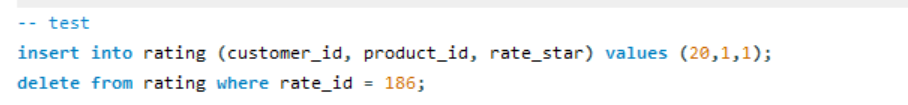 -- test
insert into rating (customer_id, product_id, rate_star) values (20,1,1);
delete from rating where rate_id = 186;